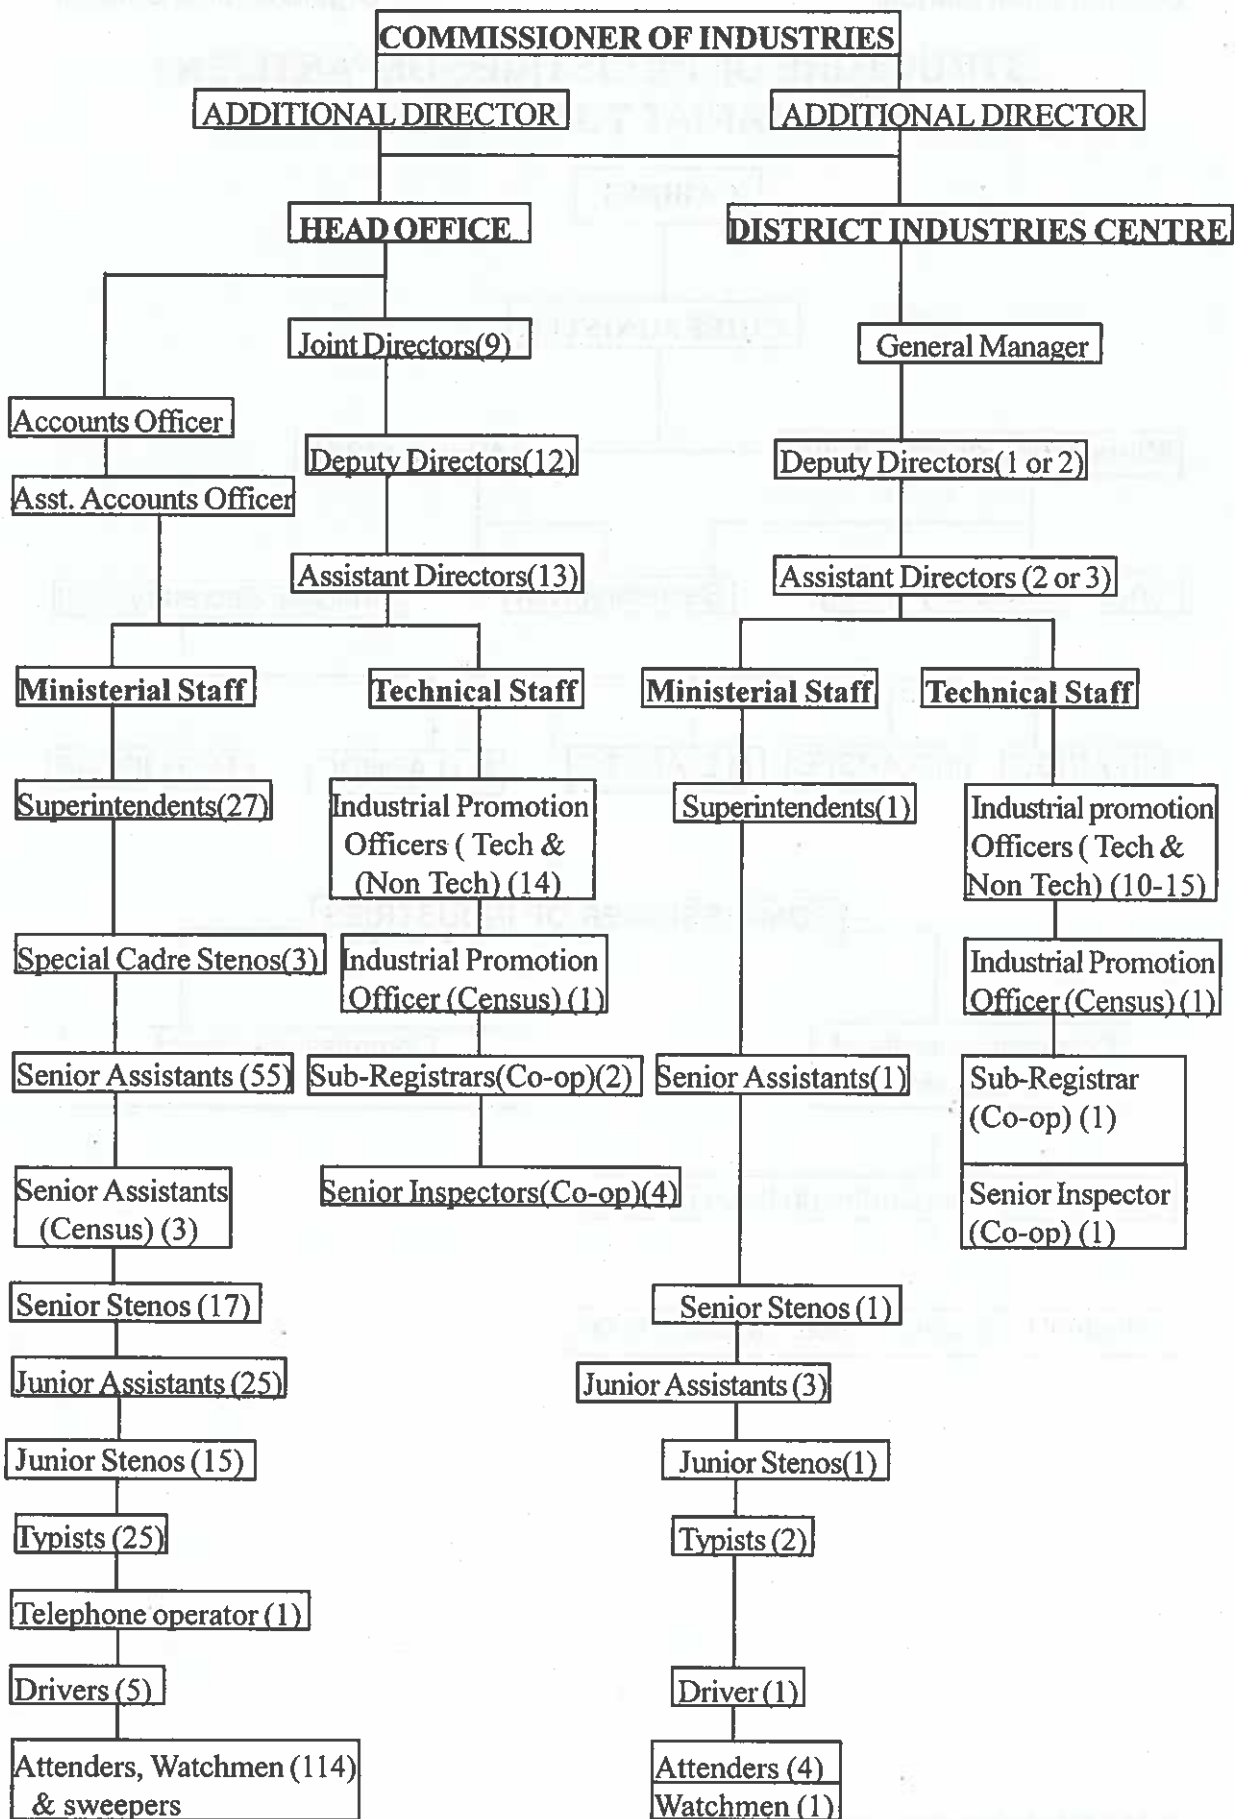 COMMISSIONER OF INDUSTRIES
ADDITIONAL DIRECTOR
ADDITIONAL DIRECTOR
HEAD OFFICE
DISTRICT INDUSTRIES CENTRE
Joint Directors(9)
General Manager
Accounts Officer
Deputy Directors(12)
Deputy Directors(1 or 2)
Asst. Accounts Officer
Assistant Directors(13)
Assistant Directors (2 or 3)
Ministerial Staff
Technical Staff
Ministerial Staff
Technical Staff
Superintendents(27)
Industrial Promotion
Officers ( Tech &
(Non Tech) (14)
Superintendents(1)
Industrial promotion
Officers ( Tech &
Non Tech) (10-15)
Special Cadre Stenos(3)
Industrial Promotion
Officer (Census) (1)
Industrial Promotion
Officer (Census) (1)
Senior Assistants (55)
Sub-Registrars(Co-op)(2)
Senior Assistants(1)
Sub-Registrar
(Co-op) (1)
Senior Assistants
(Census) (3)
Senior Inspectors(Co-op)(4)
Senior Inspector
(Co-op) (1)
Senior Stenos (17)
Senior Stenos (1)
Junior Assistants (25)
Junior Assistants (3)
Junior Stenos (15)
Junior Stenos(1)
Typists (25)
Typists (2)
Telephone operator (1)
Drivers (5)
Driver (1)
Attenders, Watchmen (114)
& sweepers
Attenders (4)
Watchmen (1)